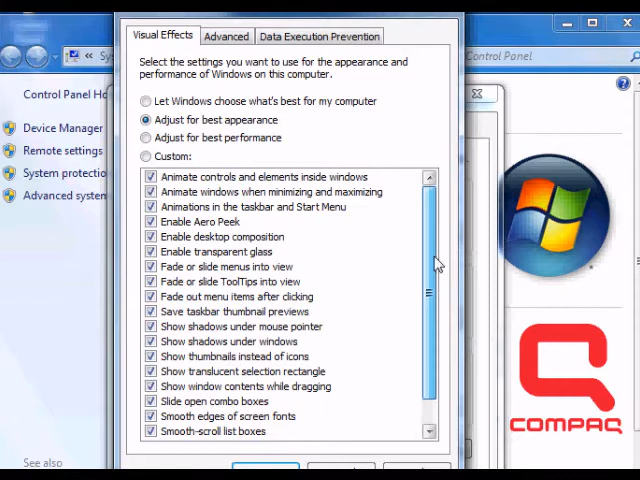 Visual Effects
Advanced
Data Execution Prevention
Select the settings you want to use for the appearance and
performance of Windows on this computer.
Let Windows choose what's best for my computer
Adjust for best appearance
Adjust for best performance
Custom:
Animate controls and elements inside windows
Animate windows when minimizing and maximizing
Animations in the taskbar and Start Menu
Enable Aero Peek
Enable desktop composition
Enable transparent glass
Fade or slide menus into view
Fade or slide ToolTips into view
Fade out menu items after clicking
Save taskbar thumbnail previews
Show shadows under mouse pointer
Show shadows under windows
Show thumbnails instead of icons
Show translucent selection rectangle
Show window contents while dragging
Slide open combo boxes
Smooth edges of screen fonts
Smooth-scroll list boxes
« Sy
Control Panel
Control Panel Ho
Device Manager
Remote settings
System protectio
Advanced system
See also
COMPAQ